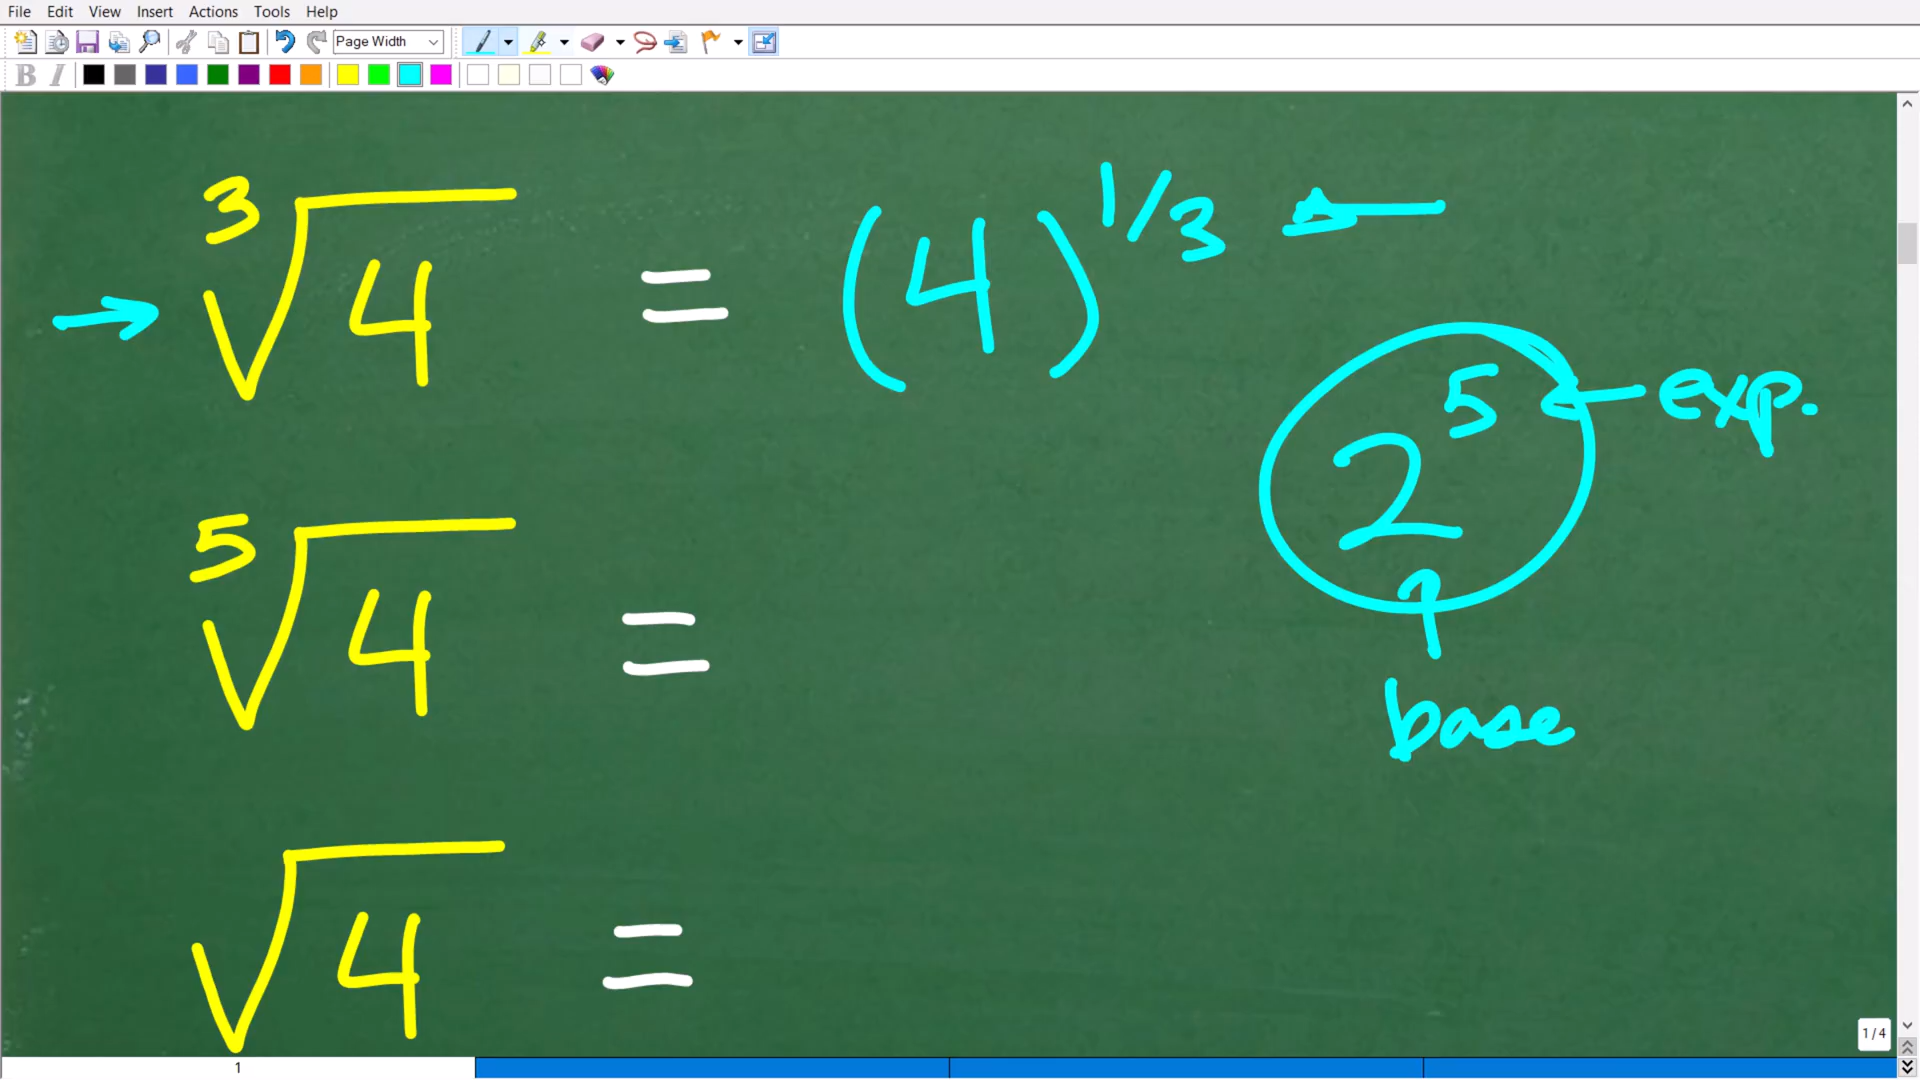 File Edit View Insert Actions Tools Help
Page Width
B I
∛4 = (4)^1/3
2^5 exp.
base
⁵√4 =
√4 =
1 / 4
1